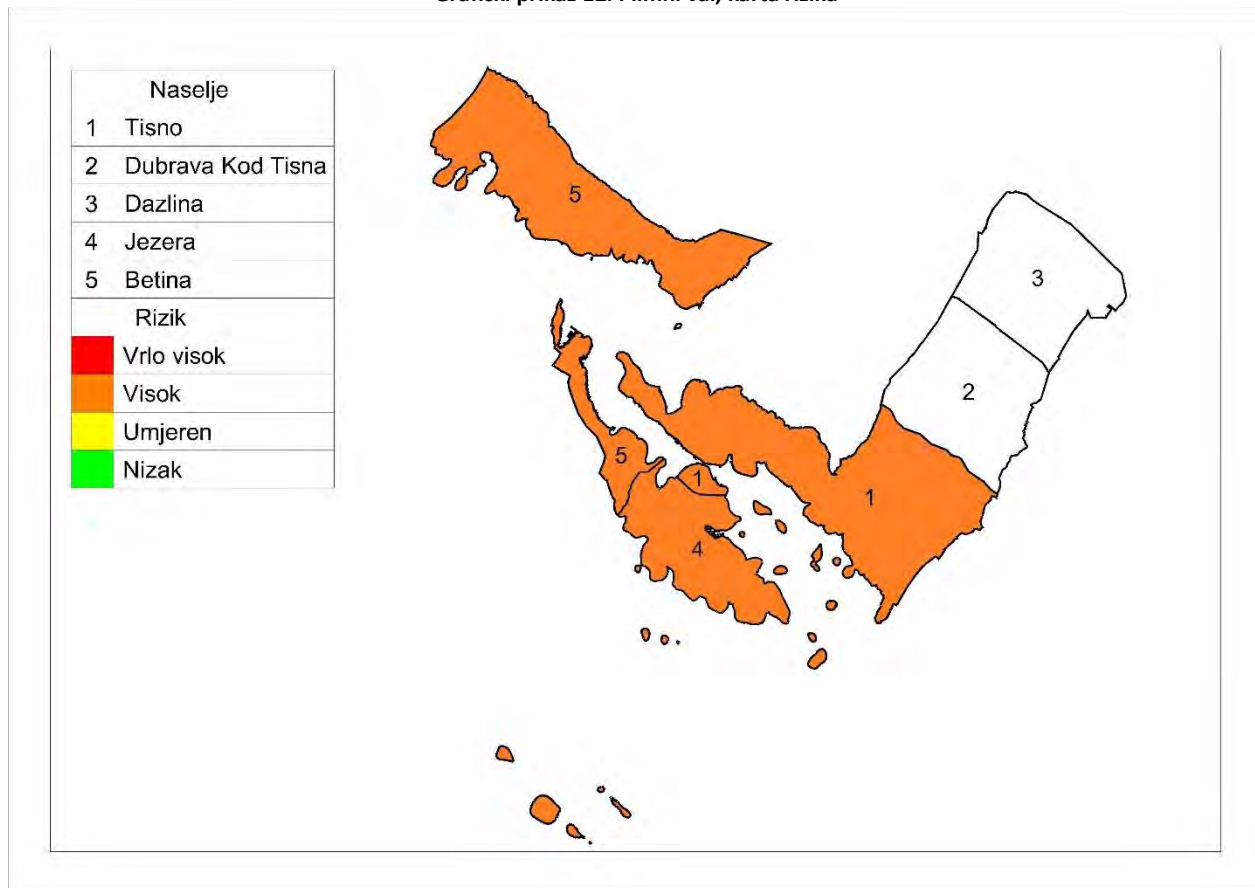 Naselje
1 Tisno
2 Dubrava Kod Tisna
3 Dazlina
4 Jezera
5 Betina
Rizik
Vrlo visok
Visok
Umjeren
Nizak
5
3
2
5
1
1
4